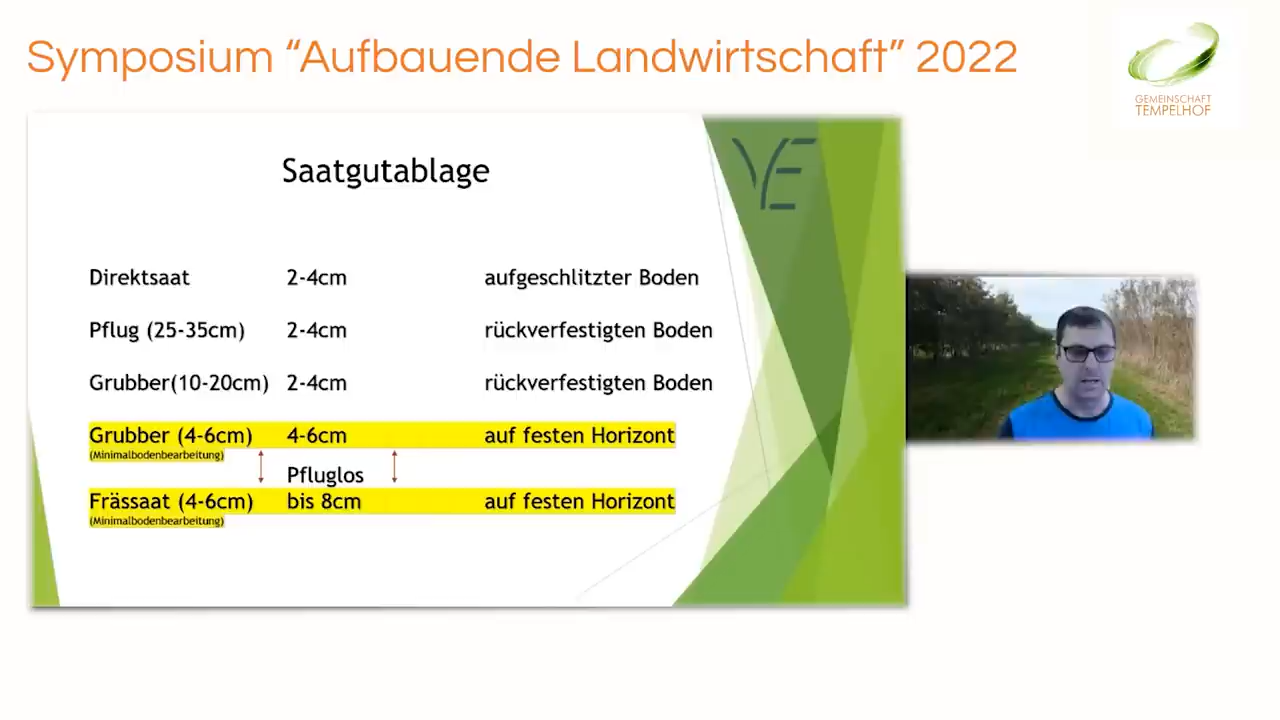 Symposium “Aufbauende Landwirtschaft” 2022
GEMEINSCHAFT
TEMPELHOF
VE
Saatgutablage
Direktsaat 2-4cm aufgeschlitzter Boden
Pflug (25-35cm) 2-4cm rückverfestigten Boden
Grubber(10-20cm) 2-4cm rückverfestigten Boden
Grubber (4-6cm) 4-6cm auf festen Horizont
(Minimalbodenbearbeitung)
Pfluglos
Frässaat (4-6cm) bis 8cm auf festen Horizont
(Minimalbodenbearbeitung)